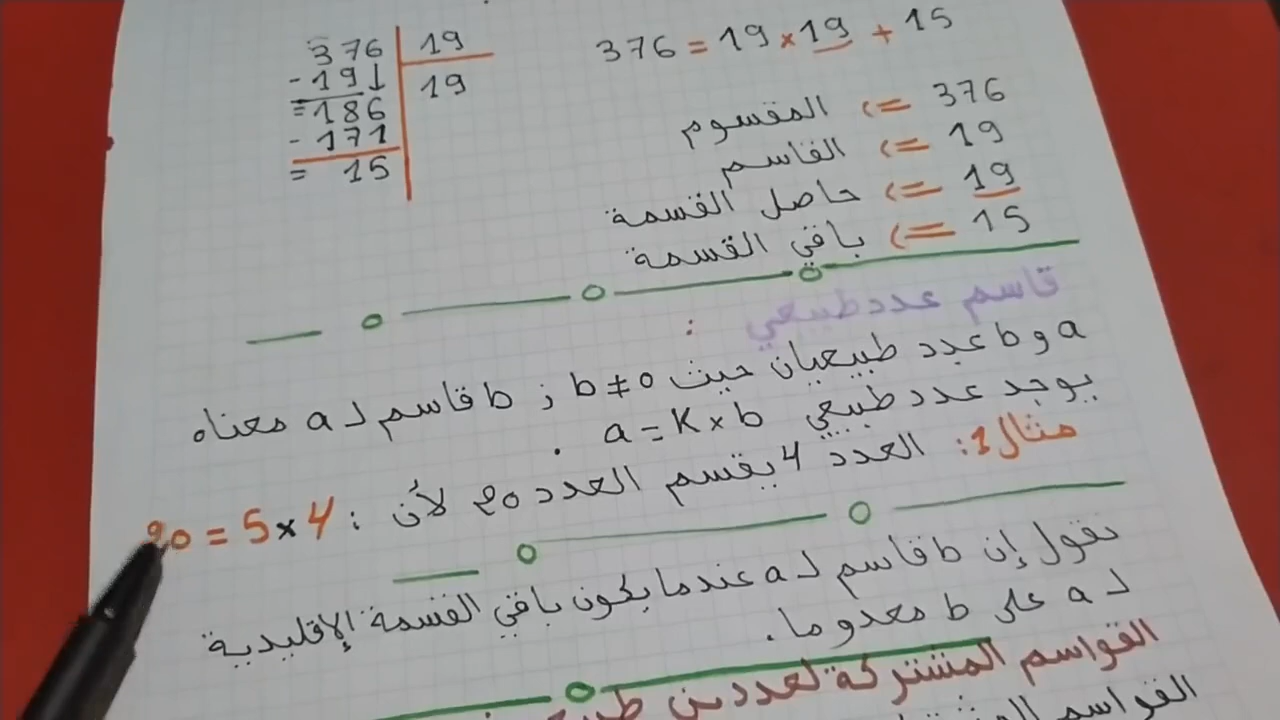 376 | 19
- 191↓ | 19
= 186
- 171
= 15
376 = 19 × 19 + 15
376 <= المقسوم
19 <= القاسم
19 <= حاصل القسمة
15 <= باقي القسمة
قاسم عدد طبيعي :
a و b عدد طبيعيان حيث b ≠ 0 ; b قاسم لـ a معناه
يوجد عدد طبيعي a = K × b .
مثال 1: العدد 4 يقسم العدد 20 لأن : 20 = 5 × 4
نقول إن b قاسم لـ a عندما يكون باقي القسمة الإقليدية
لـ a على b معدوما.
القواسم المشتركة لعددين
القواسم